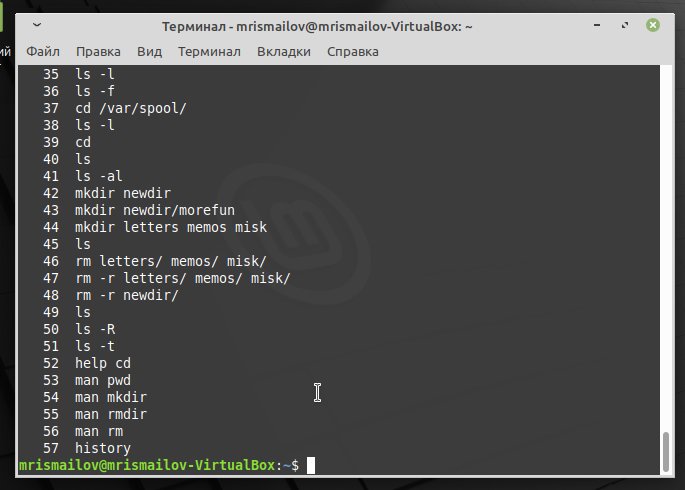 Терминал - mrismailov@mrismailov-VirtualBox: ~
Файл Правка Вид Терминал Вкладки Справка
ий
35 ls -l
36 ls -f
37 cd /var/spool/
38 ls -l
39 cd
40 ls
41 ls -al
42 mkdir newdir
43 mkdir newdir/morefun
44 mkdir letters memos misk
45 ls
46 rm letters/ memos/ misk/
47 rm -r letters/ memos/ misk/
48 rm -r newdir/
49 ls
50 ls -R
51 ls -t
52 help cd
53 man pwd
54 man mkdir
55 man rmdir
56 man rm
57 history
mrismailov@mrismailov-VirtualBox:~$